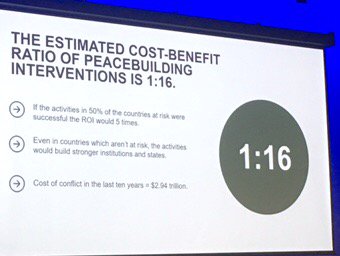 THE ESTIMATED COST-BENEFIT
RATIO OF PEACEBUILDING
INTERVENTIONS IS 1:16.
If the activities in 50% of the countries at risk were
successful the ROI would 5 times.
Even in countries which aren't at risk, the activities
would build stronger institutions and states.
Cost of conflict in the last ten years = $2.94 trillion.
1:16